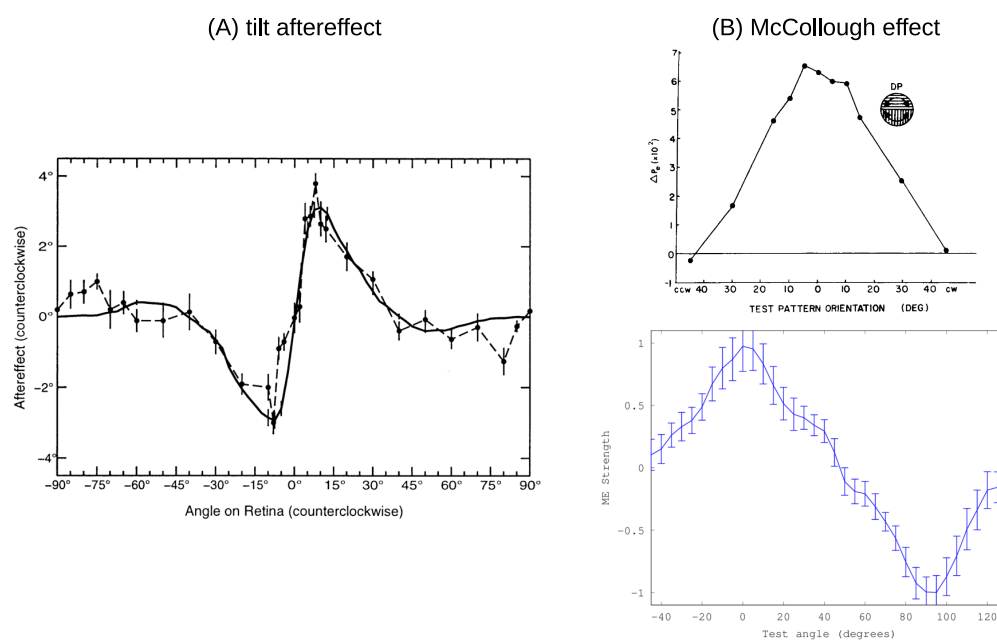 (A) tilt aftereffect
(B) McCollough effect
4°
2°
0°
−2°
−4°
Aftereffect (counterclockwise)
−90° −75° −60° −45° −30° −15° 0° 15° 30° 45° 60° 75° 90°
Angle on Retina (counterclockwise)
7
6
5
4
3
2
1
0
-1
ΔPe (×10²)
DP
CCW 40 30 20 10 0 10 20 30 40 CW
TEST PATTERN ORIENTATION (DEG.)
1
0.5
0
-0.5
-1
ME Strength
-40 -20 0 20 40 60 80 100 120
Test angle (degrees)